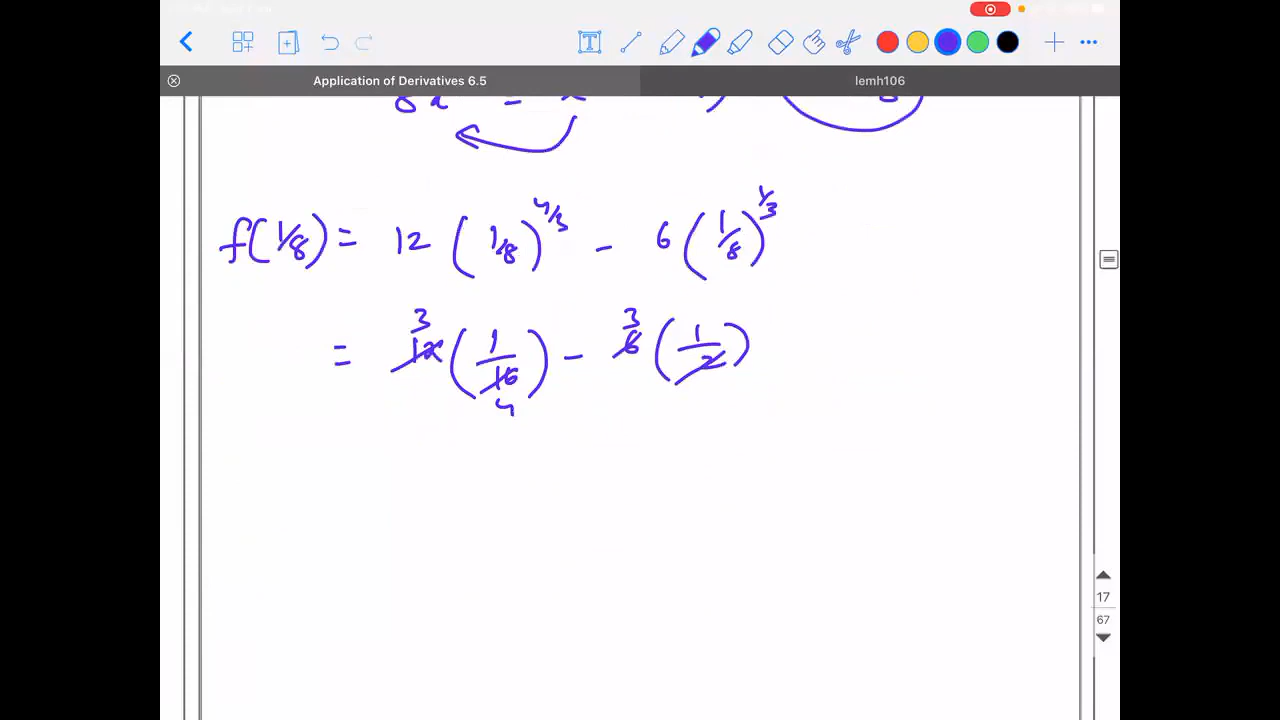 Application of Derivatives 6.5 lemh106
8x =
f(1/8) = 12 (1/8)^4/3 - 6 (1/8)^1/3
3 3
= 12 (1/16) - 6 (1/2)
4
17
67